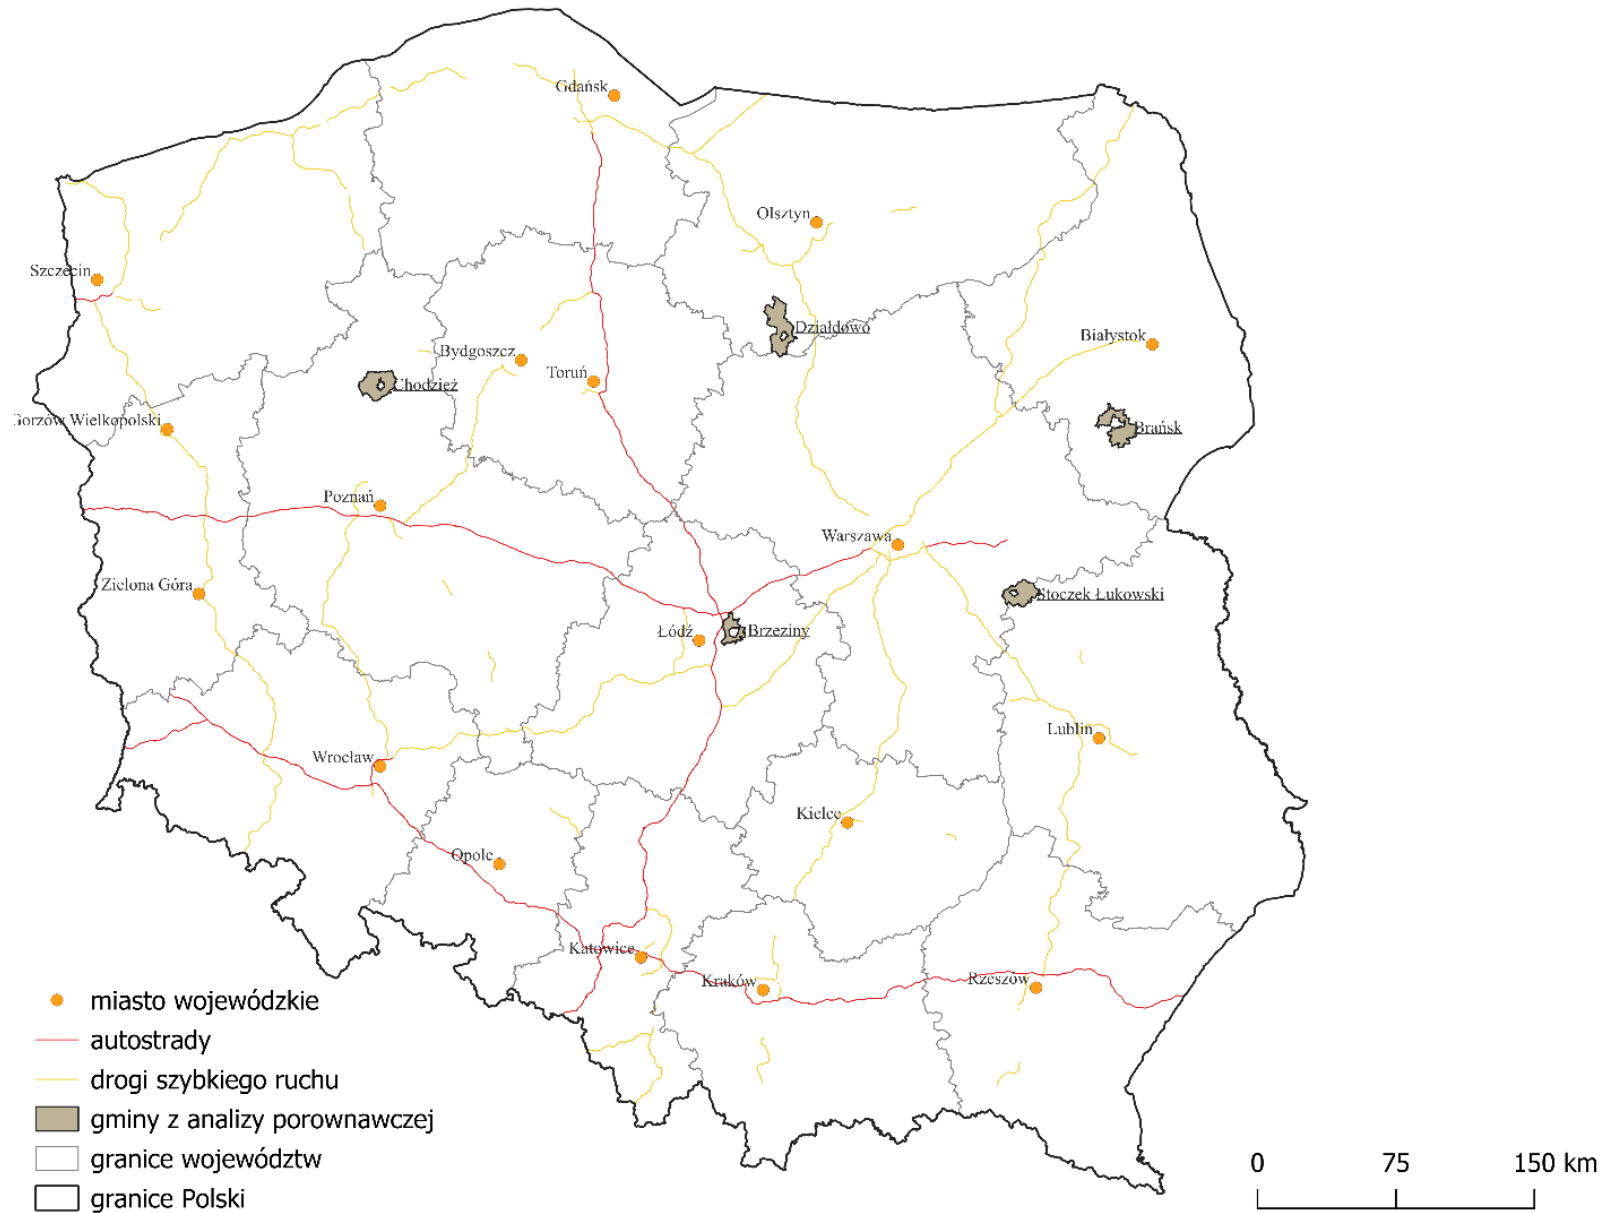 Gdańsk
Olsztyn
Szczecin
Działdowo
Białystok
Bydgoszcz
Toruń
Chodzież
Gorzów Wielkopolski
Brańsk
Poznań
Warszawa
Zielona Góra
Stoczek Łukowski
Łódź
Brzeziny
Lublin
Wrocław
Kielce
Opole
Katowice
Kraków
Rzeszów
miasto wojewódzkie
autostrady
drogi szybkiego ruchu
gminy z analizy porownawczej
granice województw
granice Polski
0 75 150 km